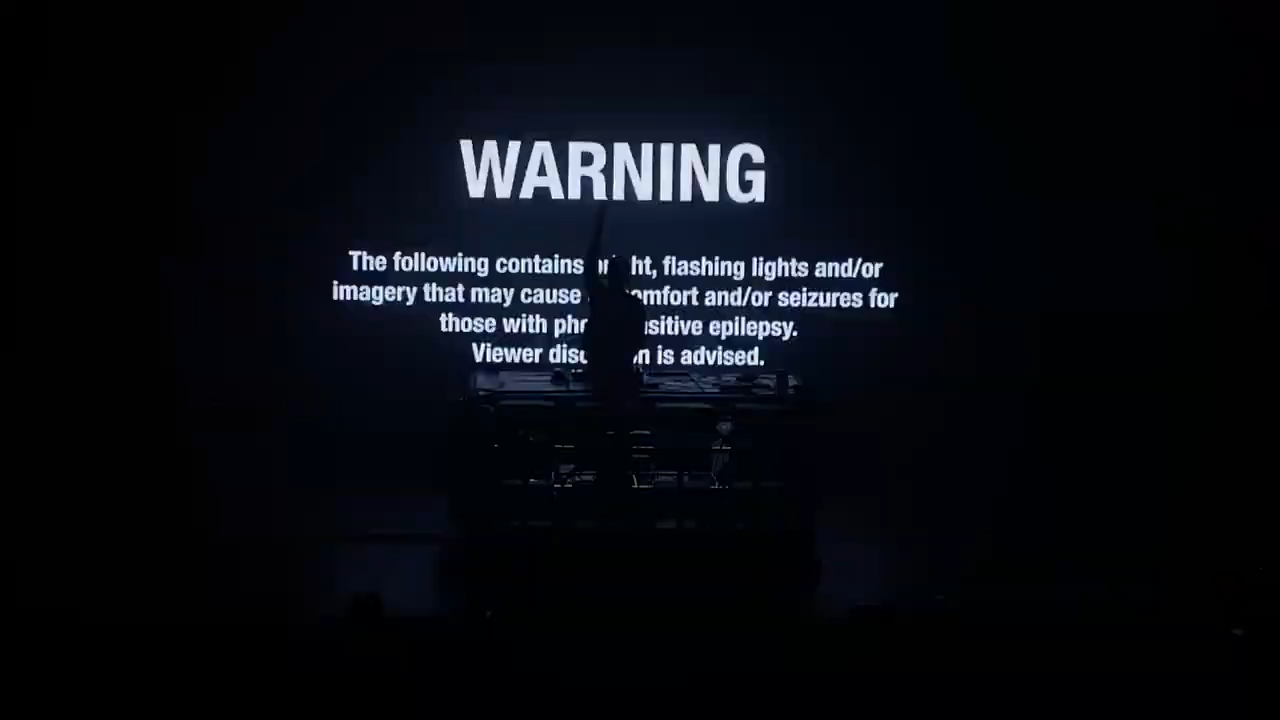 WARNING
The following contains flashing lights and/or
imagery that may cause and/or seizures for
those with epilepsy.
Viewer is advised.